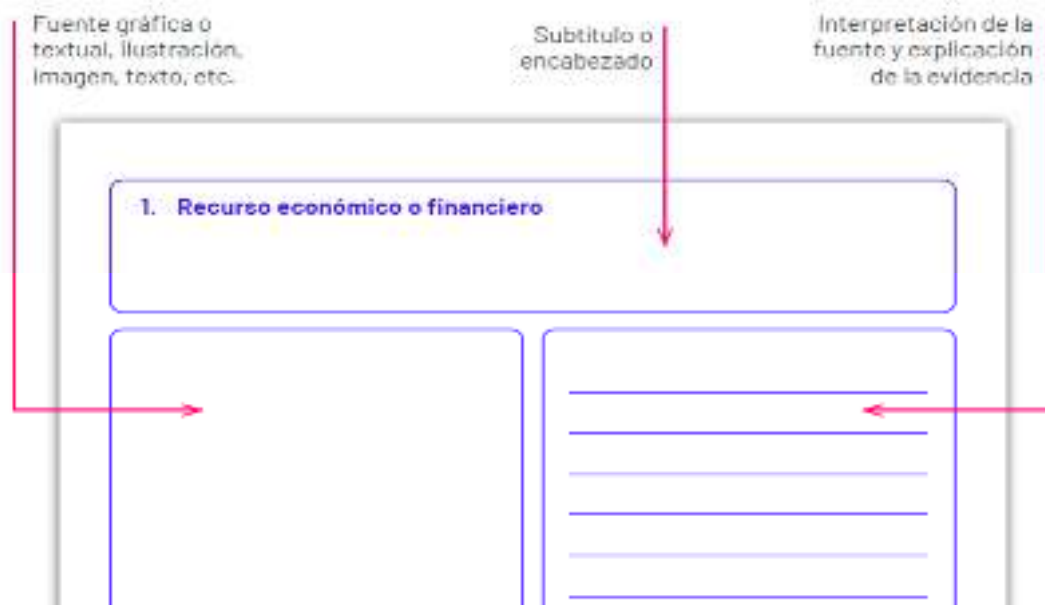 Fuente gráfica o
textual, ilustración,
imagen, texto, etc.
Subtítulo o
encabezado
Interpretación de la
fuente y explicación
de la evidencia
1. Recurso económico o financiero